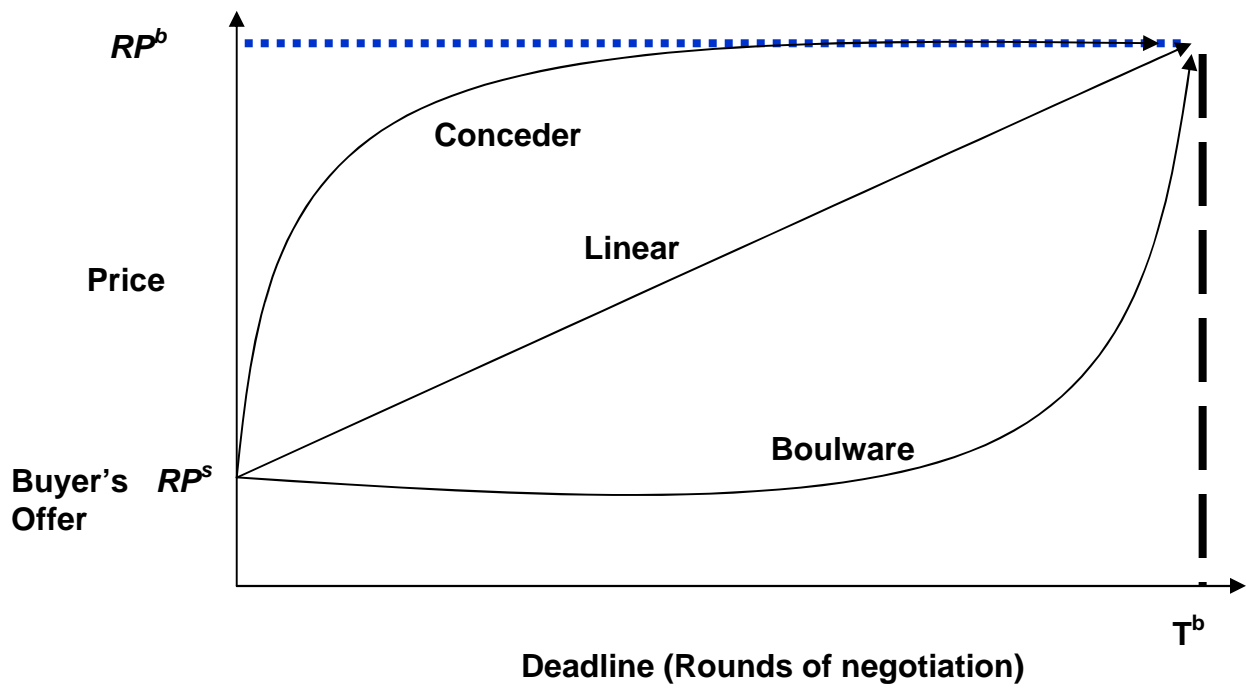 RP^b
Conceder
Linear
Price
Boulware
Buyer’s RP^s
Offer
T^b
Deadline (Rounds of negotiation)